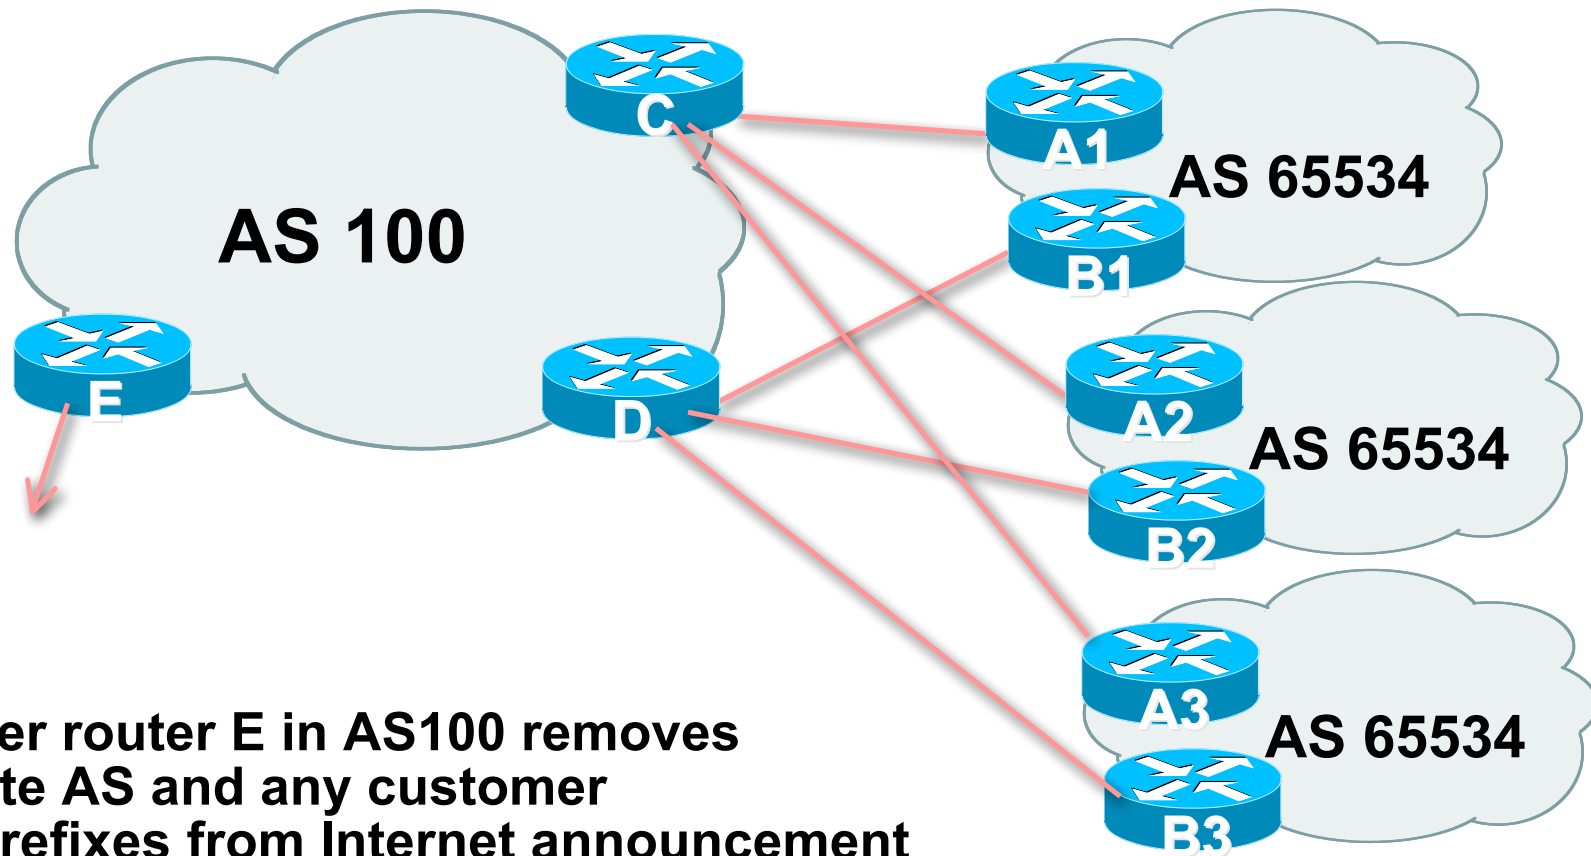 C
A1
AS 65534
AS 100
B1
E
D
A2
AS 65534
B2
A3
AS 65534
B3
er router E in AS100 removes
te AS and any customer
refixes from Internet announcement